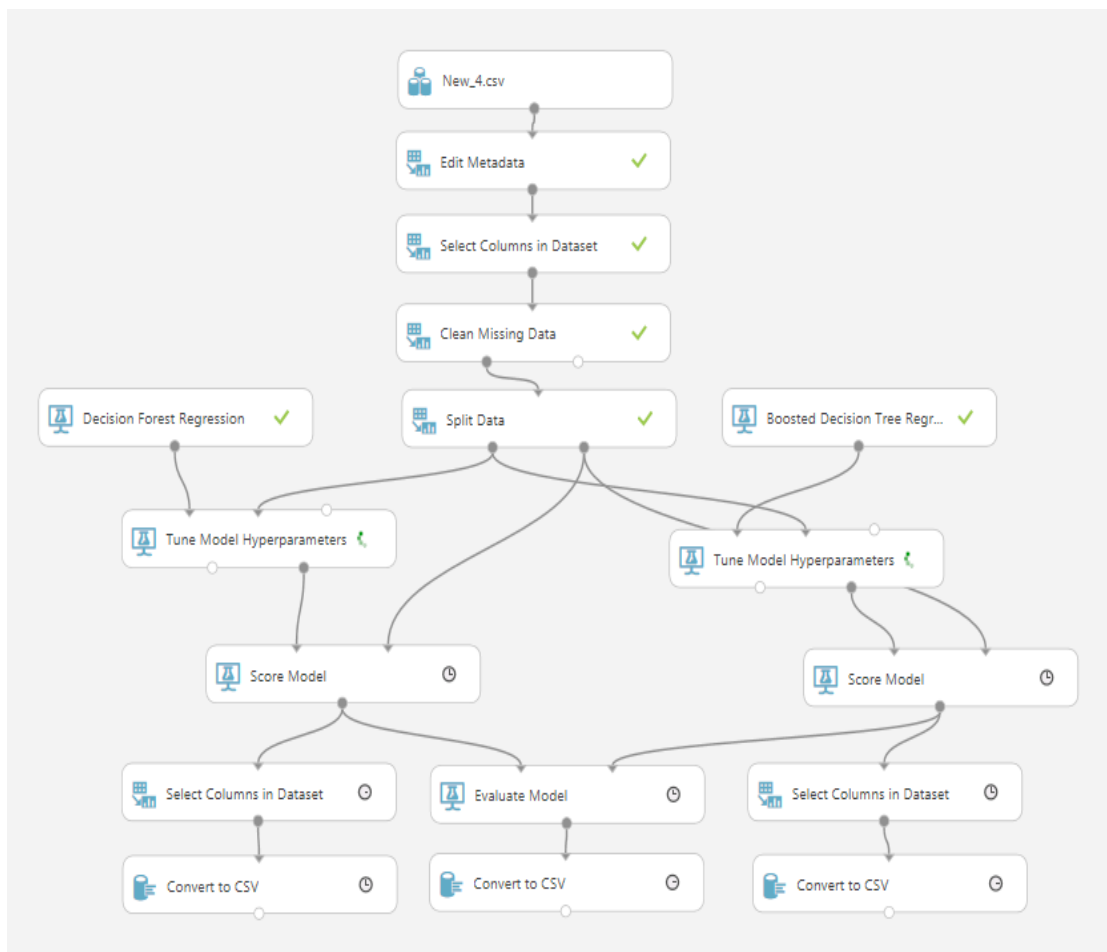 New_4.csv
Edit Metadata
Select Columns in Dataset
Clean Missing Data
Decision Forest Regression
Split Data
Boosted Decision Tree Regr...
Tune Model Hyperparameters
Tune Model Hyperparameters
Score Model
Score Model
Select Columns in Dataset
Evaluate Model
Select Columns in Dataset
Convert to CSV
Convert to CSV
Convert to CSV